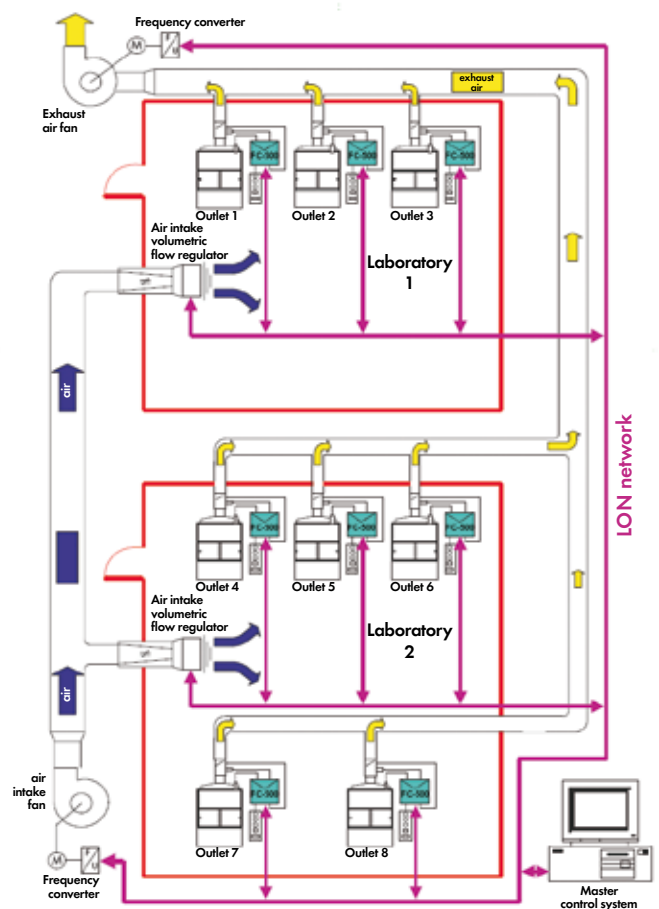 Frequency converter
M
F
U
Exhaust
air fan
exhaust
air
FC-500
FC-500
FC-500
Outlet 1
Outlet 2
Outlet 3
Air intake
volumetric
flow regulator
Laboratory
1
≠
air
LON network
FC-500
FC-500
FC-500
Outlet 4
Outlet 5
Outlet 6
Air intake
volumetric
flow regulator
Laboratory
2
≠
air
air
intake
fan
FC-500
FC-500
Outlet 7
Outlet 8
M
F
U
Frequency
converter
Master
control system